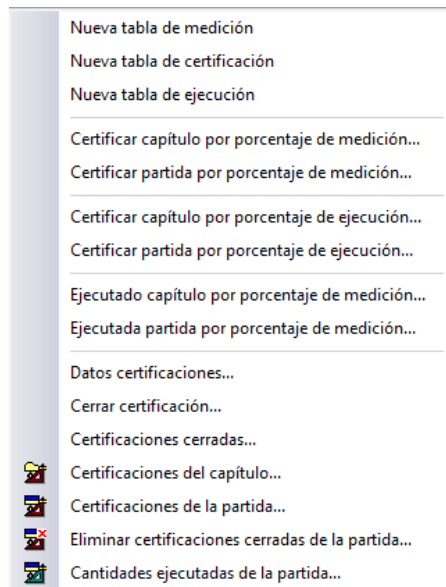 Nueva tabla de medición
Nueva tabla de certificación
Nueva tabla de ejecución
Certificar capítulo por porcentaje de medición...
Certificar partida por porcentaje de medición...
Certificar capítulo por porcentaje de ejecución...
Certificar partida por porcentaje de ejecución...
Ejecutado capítulo por porcentaje de medición...
Ejecutada partida por porcentaje de medición...
Datos certificaciones...
Cerrar certificación...
Certificaciones cerradas...
Certificaciones del capítulo...
Certificaciones de la partida...
Eliminar certificaciones cerradas de la partida...
Cantidades ejecutadas de la partida...